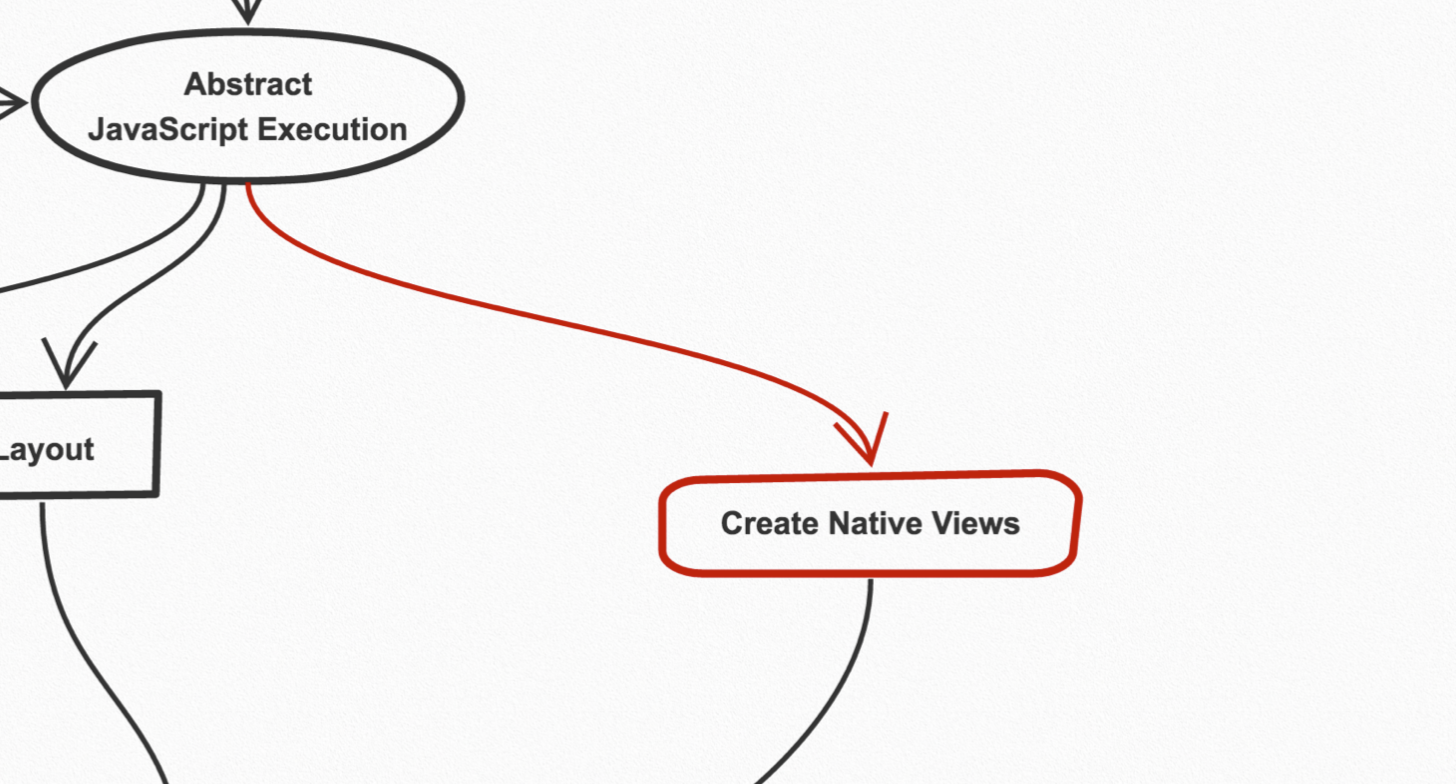 Abstract
JavaScript Execution
Layout
Create Native Views